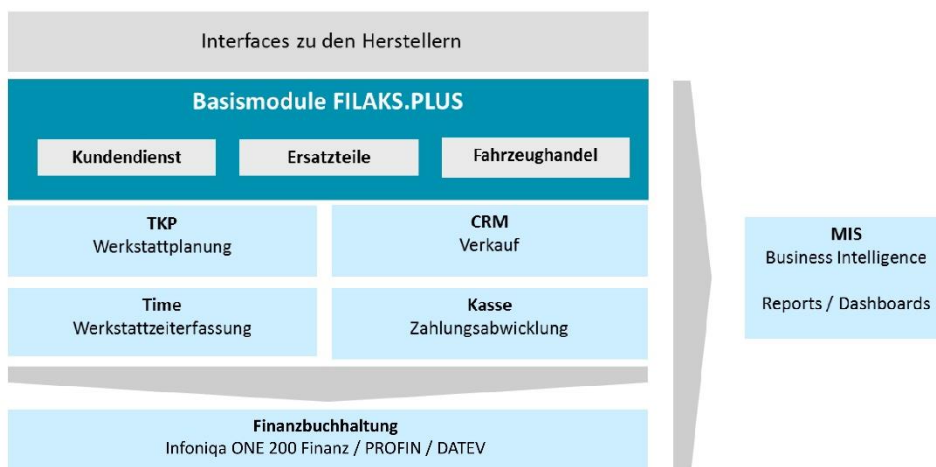 Interfaces zu den Herstellern
Basismodule FILAKS.PLUS
Kundendienst
Ersatzteile
Fahrzeughandel
TKP
Werkstattplanung
CRM
Verkauf
Time
Werkstattzeiterfassung
Kasse
Zahlungsabwicklung
Finanzbuchhaltung
Infoniqa ONE 200 Finanz / PROFIN / DATEV
MIS
Business Intelligence
Reports / Dashboards